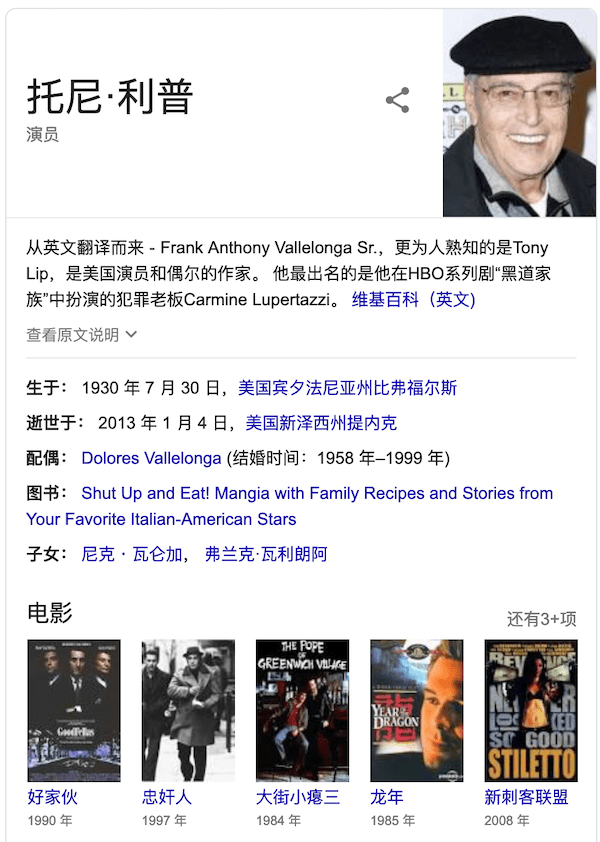 托尼·利普
演员
从英文翻译而来 - Frank Anthony Vallelonga Sr.，更为人熟知的是Tony
Lip，是美国演员和偶尔的作家。 他最出名的是他在HBO系列剧“黑道家
族”中扮演的犯罪老板Carmine Lupertazzi。 维基百科（英文)
查看原文说明
生于： 1930 年 7 月 30 日，美国宾夕法尼亚州比弗福尔斯
逝世于： 2013 年 1 月 4 日，美国新泽西州提内克
配偶： Dolores Vallelonga (结婚时间：1958 年–1999 年)
图书： Shut Up and Eat! Mangia with Family Recipes and Stories from
Your Favorite Italian-American Stars
子女： 尼克·瓦仑加， 弗兰克·瓦利朗阿
电影
还有3+项
GoodFellas
THE POPE
OF
GREENWICH VILLAGE
YEAR OF THE
DRAGON
REVENGE
NEVER
LOOKED
SO GOOD
STILETTO
好家伙
忠奸人
大街小瘪三
龙年
新刺客联盟
1990 年
1997 年
1984 年
1985 年
2008 年